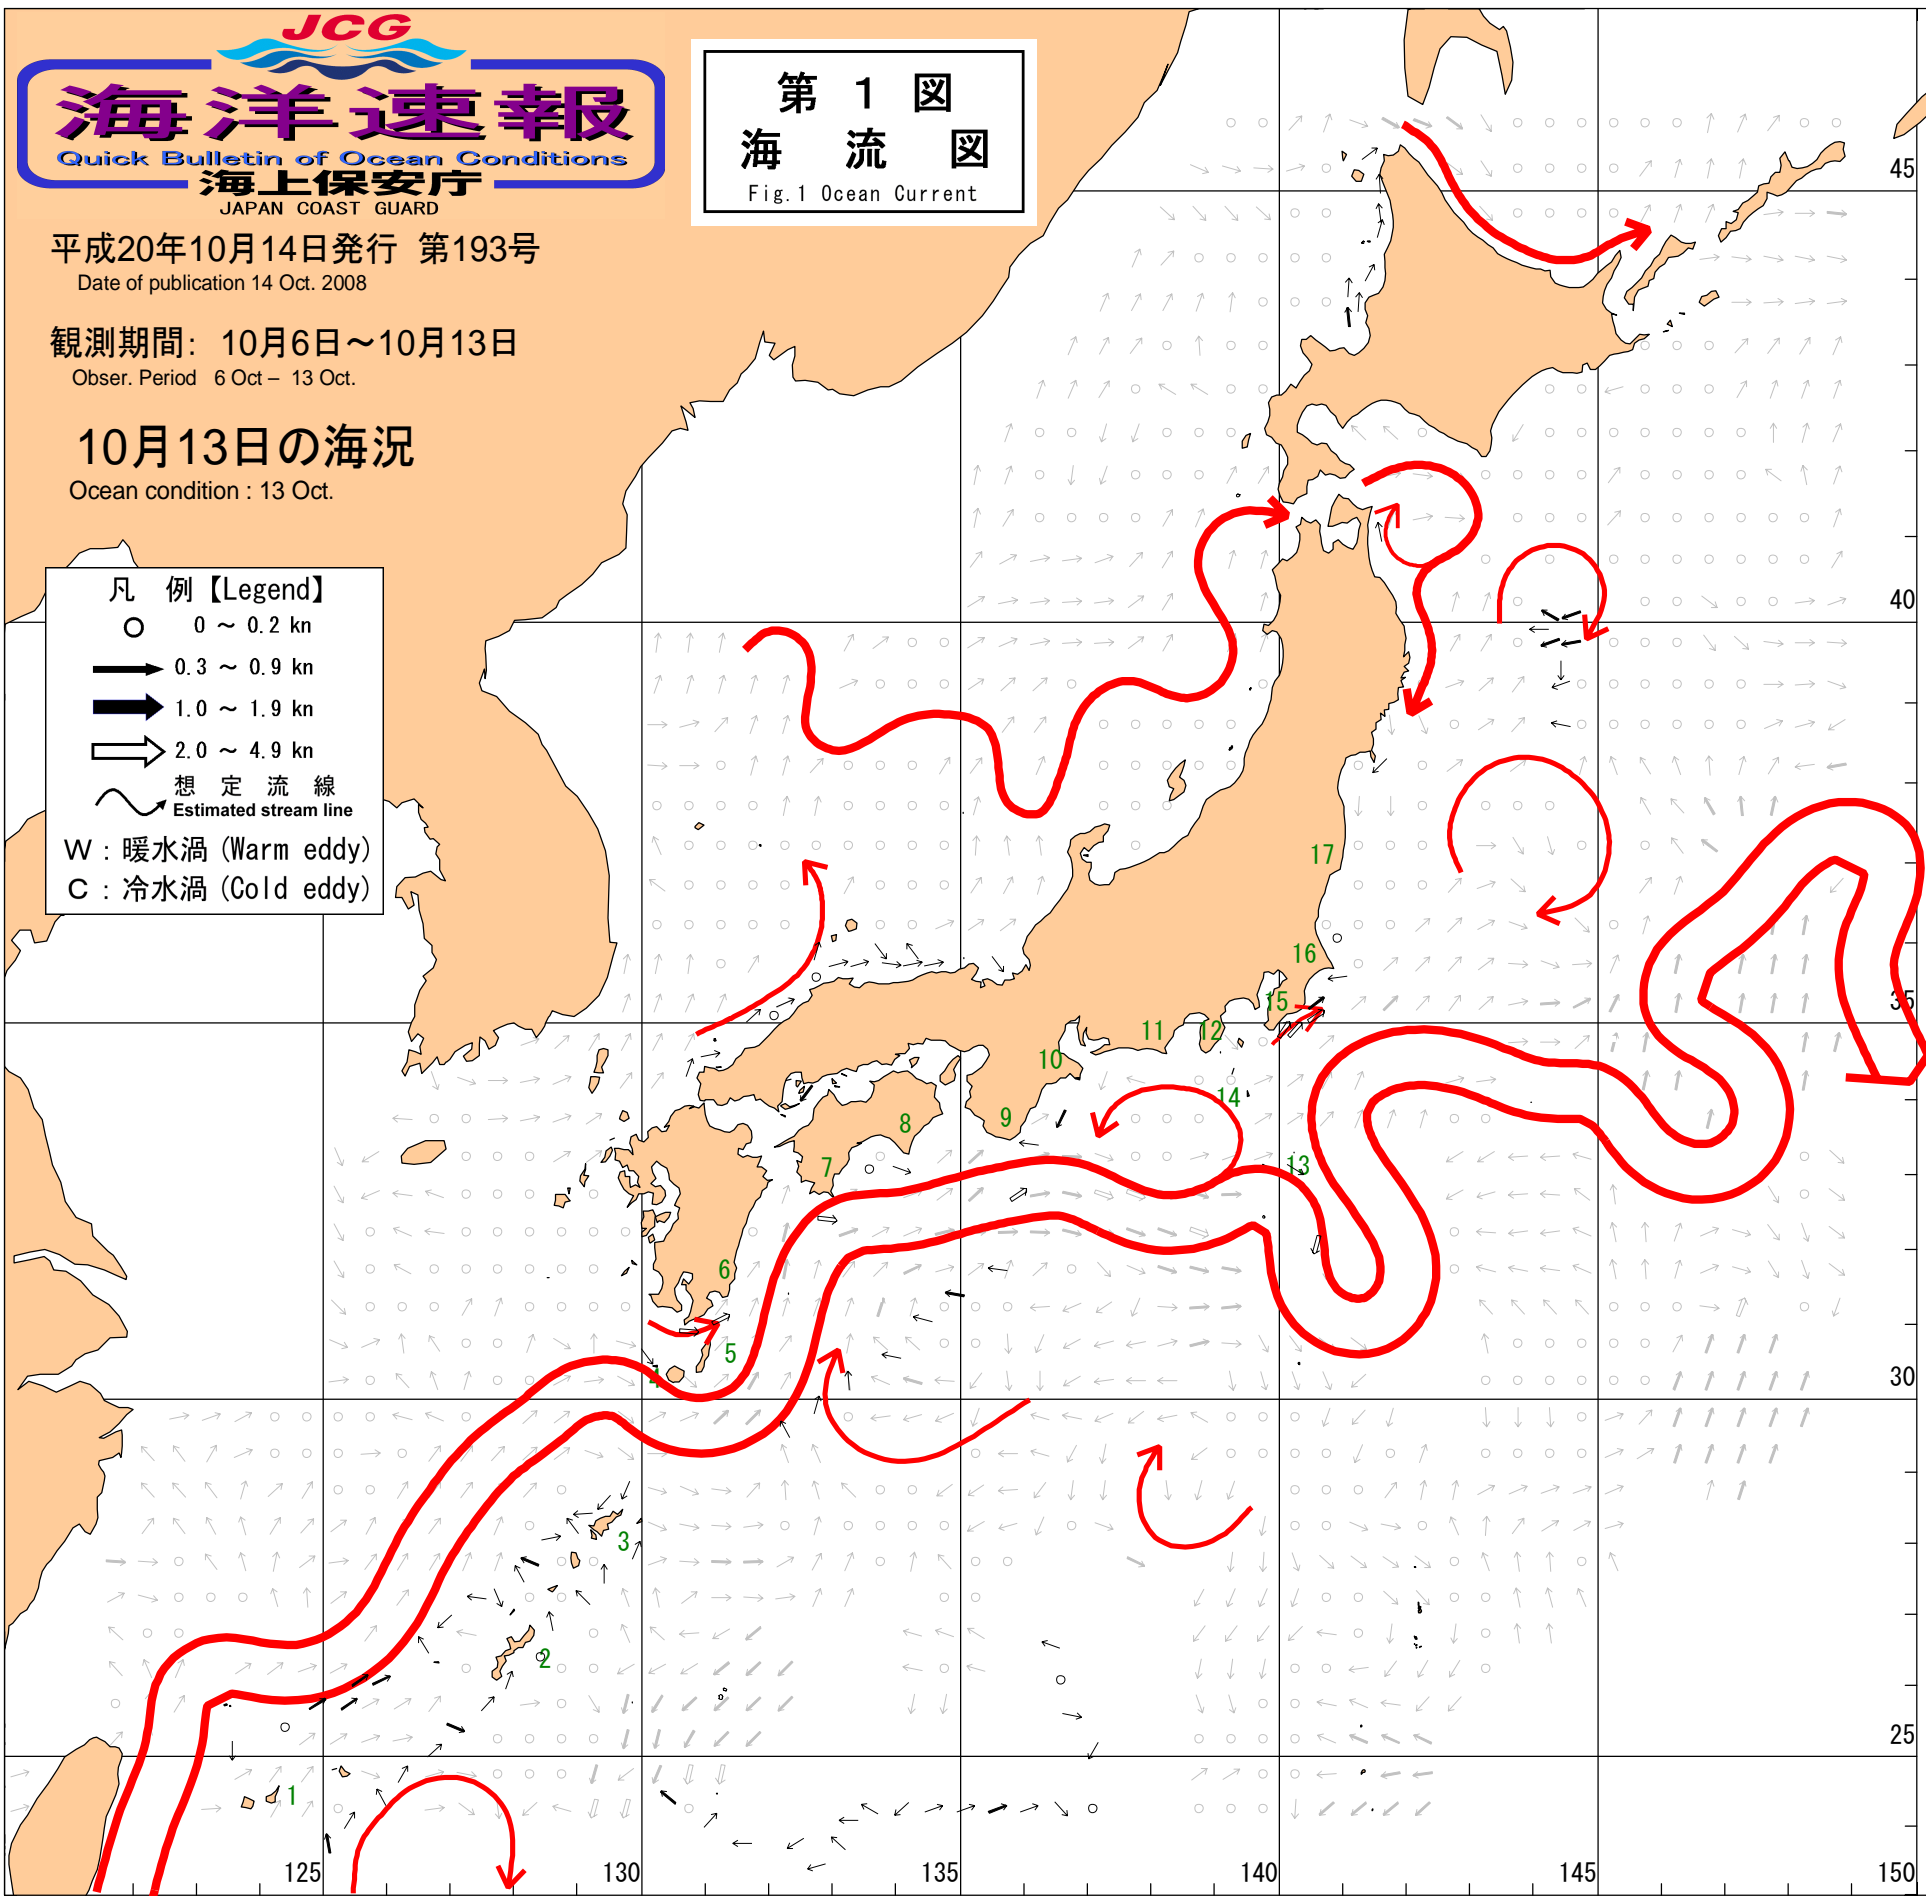 JCG
海洋速報
Quick Bulletin of Ocean Conditions
海上保安庁
JAPAN COAST GUARD
平成20年10月14日発行 第193号
Date of publication 14 Oct. 2008
観測期間: 10月6日～10月13日
Obser. Period 6 Oct – 13 Oct.
10月13日の海況
Ocean condition : 13 Oct.
第 1 図
海 流 図
Fig.1 Ocean Current
凡 例【Legend】
0 ～ 0.2 kn
0.3 ～ 0.9 kn
1.0 ～ 1.9 kn
2.0 ～ 4.9 kn
想 定 流 線
Estimated stream line
W : 暖水渦 (Warm eddy)
C : 冷水渦 (Cold eddy)
45
40
35
30
25
17
16
15
14
13
12
11
10
9
8
7
6
5
4
3
2
1
125
130
135
140
145
150